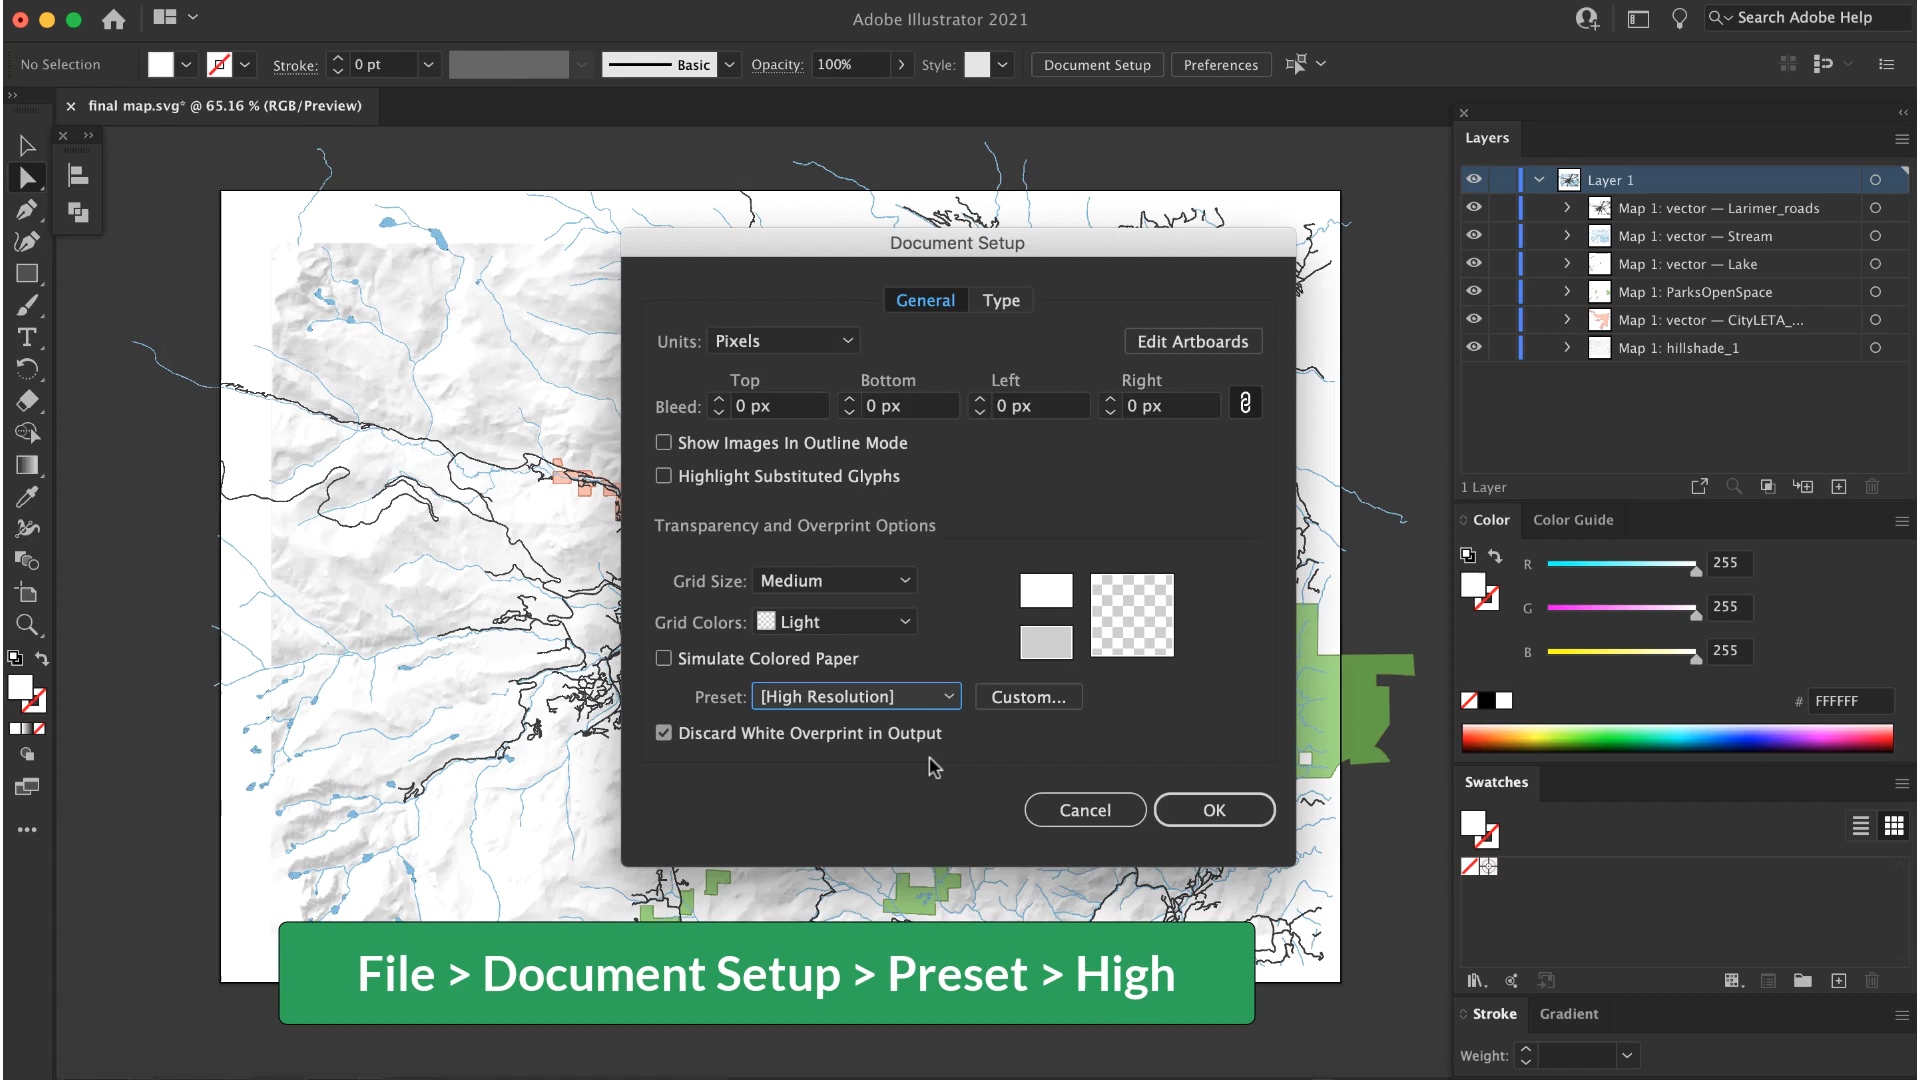 Adobe Illustrator 2021
Search Adobe Help
No Selection
Stroke: 0 pt
Basic
Opacity: 100%
Style:
Document Setup
Preferences
final map.svg* @ 65.16 % (RGB/Preview)
Document Setup
General Type
Units: Pixels
Edit Artboards
Top Bottom Left Right
Bleed: 0 px 0 px 0 px 0 px
Show Images In Outline Mode
Highlight Substituted Glyphs
Transparency and Overprint Options
Grid Size: Medium
Grid Colors: Light
Simulate Colored Paper
Preset: [High Resolution] Custom...
Discard White Overprint in Output
Cancel OK
File > Document Setup > Preset > High
Layers
Layer 1
Map 1: vector — Larimer_roads
Map 1: vector — Stream
Map 1: vector — Lake
Map 1: ParksOpenSpace
Map 1: vector — CityLETA_...
Map 1: hillshade_1
1 Layer
Color Color Guide
R 255
G 255
B 255
# FFFFFF
Swatches
Stroke Gradient
Weight: